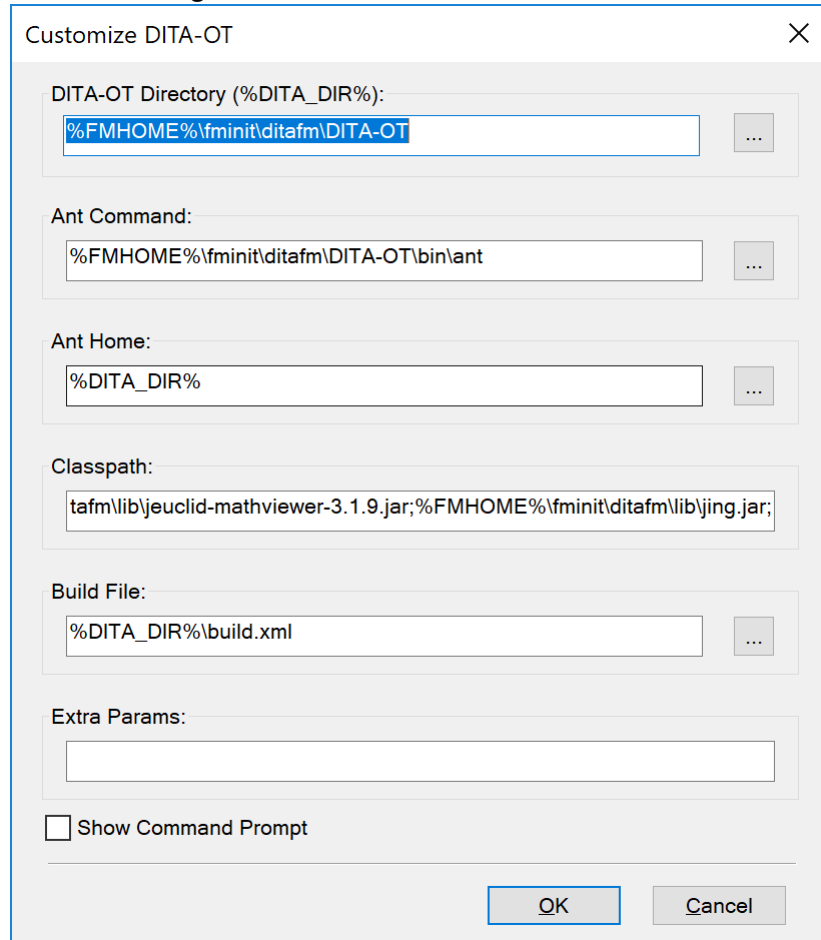 Customize DITA-OT
DITA-OT Directory (%DITA_DIR%):
%FMHOME%\fminit\ditafm\DITA-OT
...
Ant Command:
%FMHOME%\fminit\ditafm\DITA-OT\bin\ant
...
Ant Home:
%DITA_DIR%
...
Classpath:
tafm\lib\jeuclid-mathviewer-3.1.9.jar;%FMHOME%\fminit\ditafm\lib\jing.jar;
Build File:
%DITA_DIR%\build.xml
...
Extra Params:
Show Command Prompt
OK
Cancel